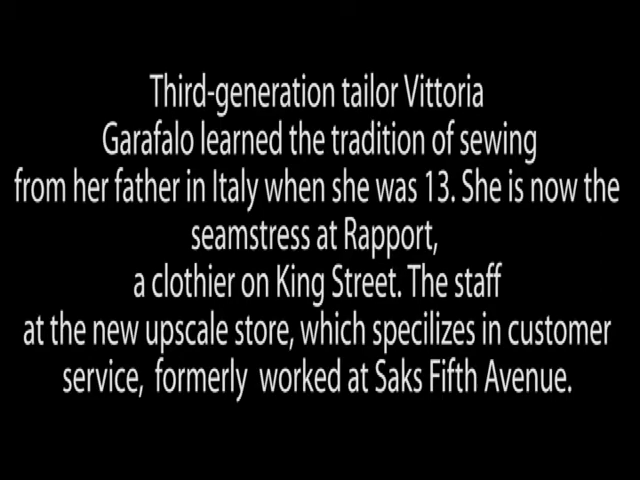 Third-generation tailor Vittoria
Garafalo learned the tradition of sewing
from her father in Italy when she was 13. She is now the
seamstress at Rapport,
a clothier on King Street. The staff
at the new upscale store, which specilizes in customer
service, formerly worked at Saks Fifth Avenue.